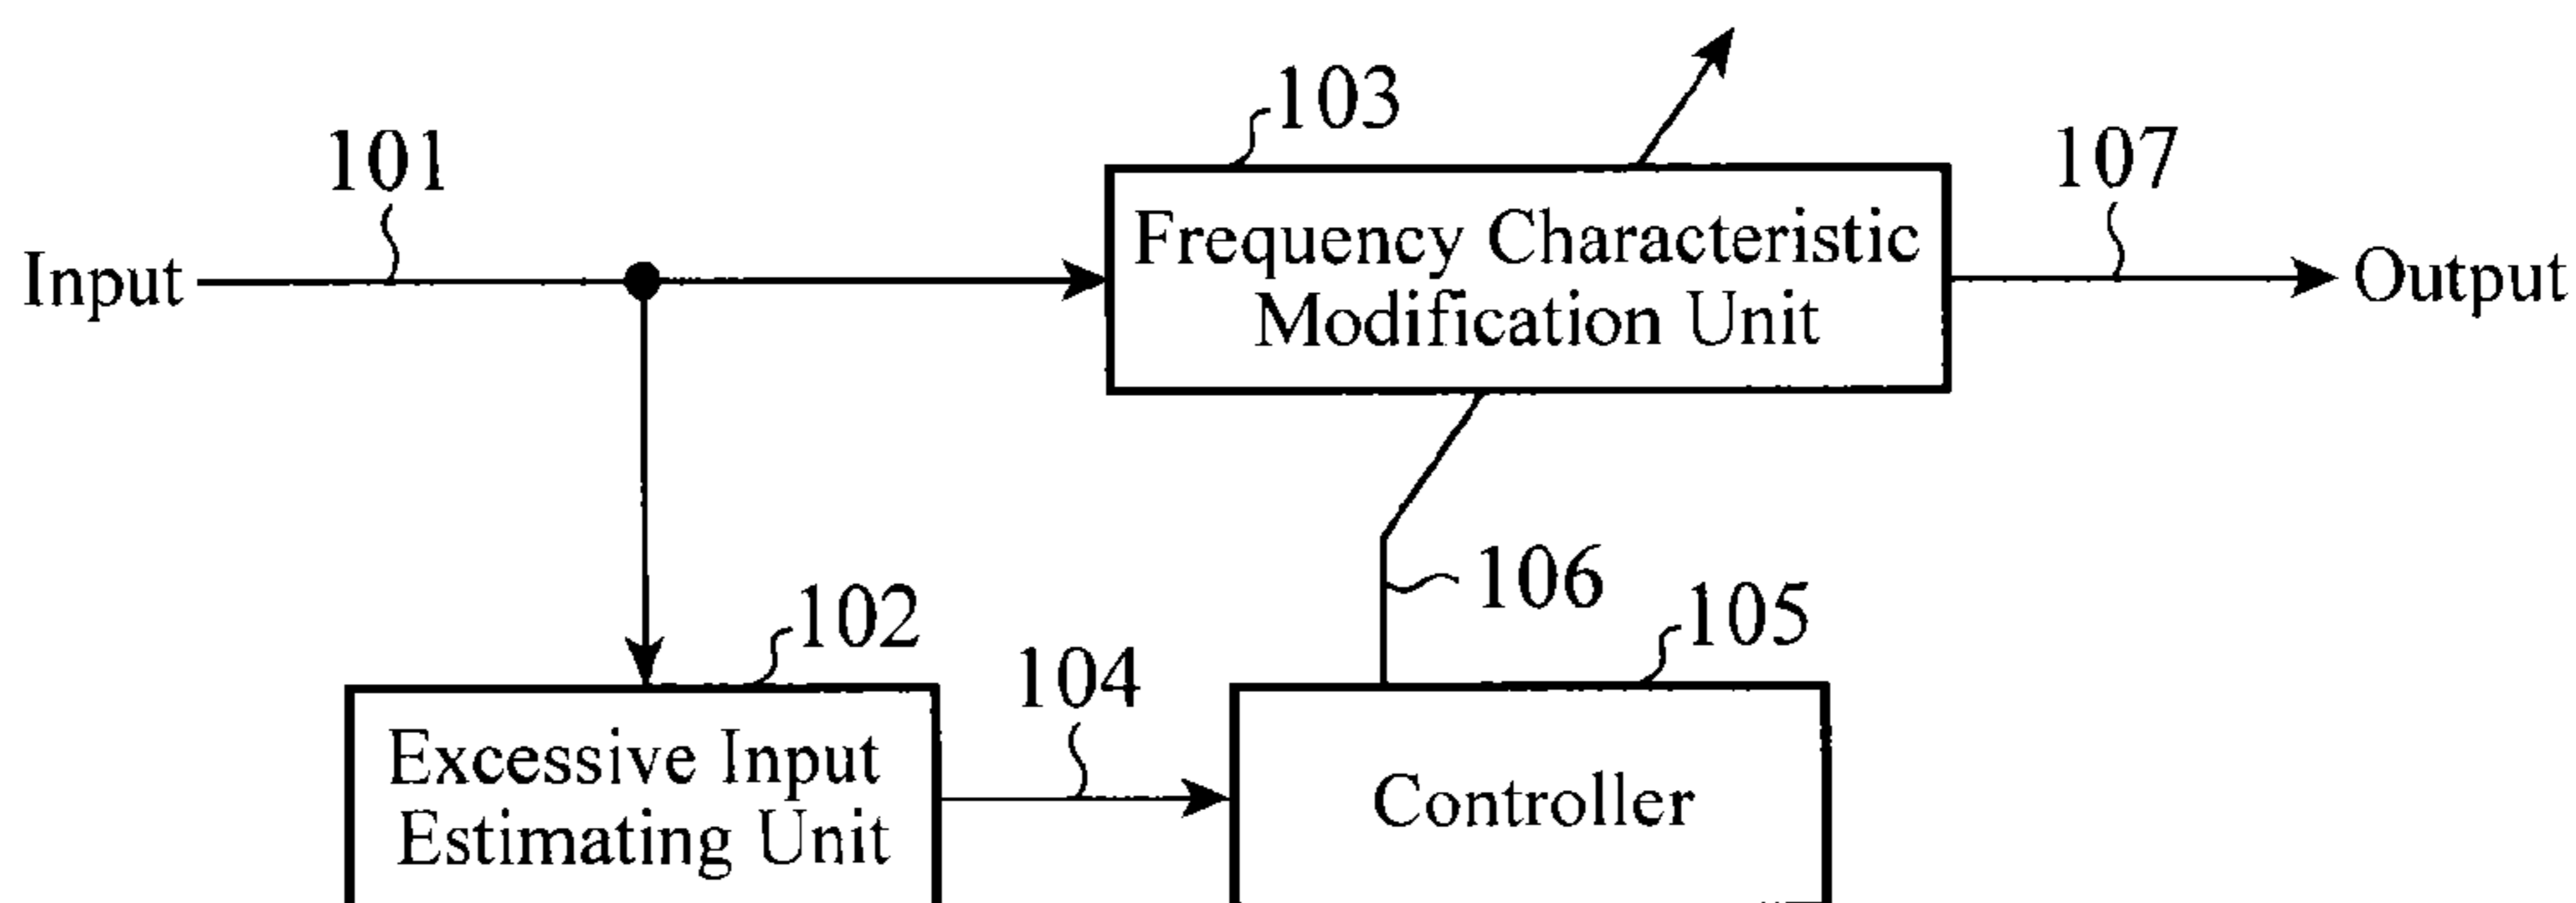 103
101
107
Frequency Characteristic
Modification Unit
Input
Output
106
102
105
104
Excessive Input
Estimating Unit
Controller